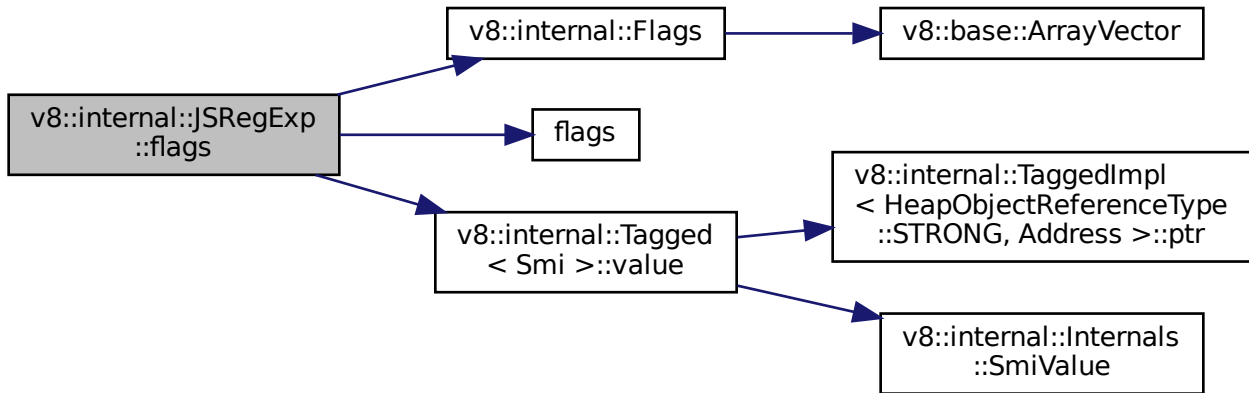 v8::internal::JSRegExp
::flags
v8::internal::Flags
v8::base::ArrayVector
flags
v8::internal::Tagged
< Smi >::value
v8::internal::TaggedImpl
< HeapObjectReferenceType
::STRONG, Address >::ptr
v8::internal::Internals
::SmiValue